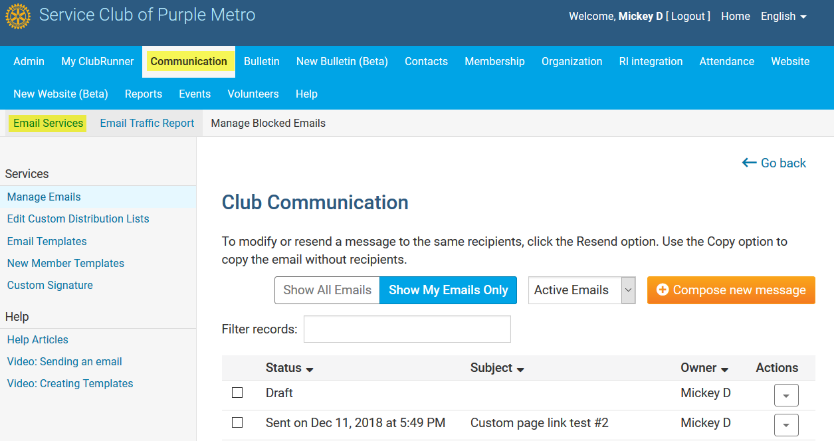 Service Club of Purple Metro
Welcome, Mickey D [ Logout ] Home English
Admin My ClubRunner Communication Bulletin New Bulletin (Beta) Contacts Membership Organization RI integration Attendance Website
New Website (Beta) Reports Events Volunteers Help
Email Services Email Traffic Report Manage Blocked Emails
Services
Manage Emails
Edit Custom Distribution Lists
Email Templates
New Member Templates
Custom Signature
Help
Help Articles
Video: Sending an email
Video: Creating Templates
Go back
Club Communication
To modify or resend a message to the same recipients, click the Resend option. Use the Copy option to
copy the email without recipients.
Show All Emails Show My Emails Only Active Emails Compose new message
Filter records:
Status Subject Owner Actions
Draft Mickey D
Sent on Dec 11, 2018 at 5:49 PM Custom page link test #2 Mickey D